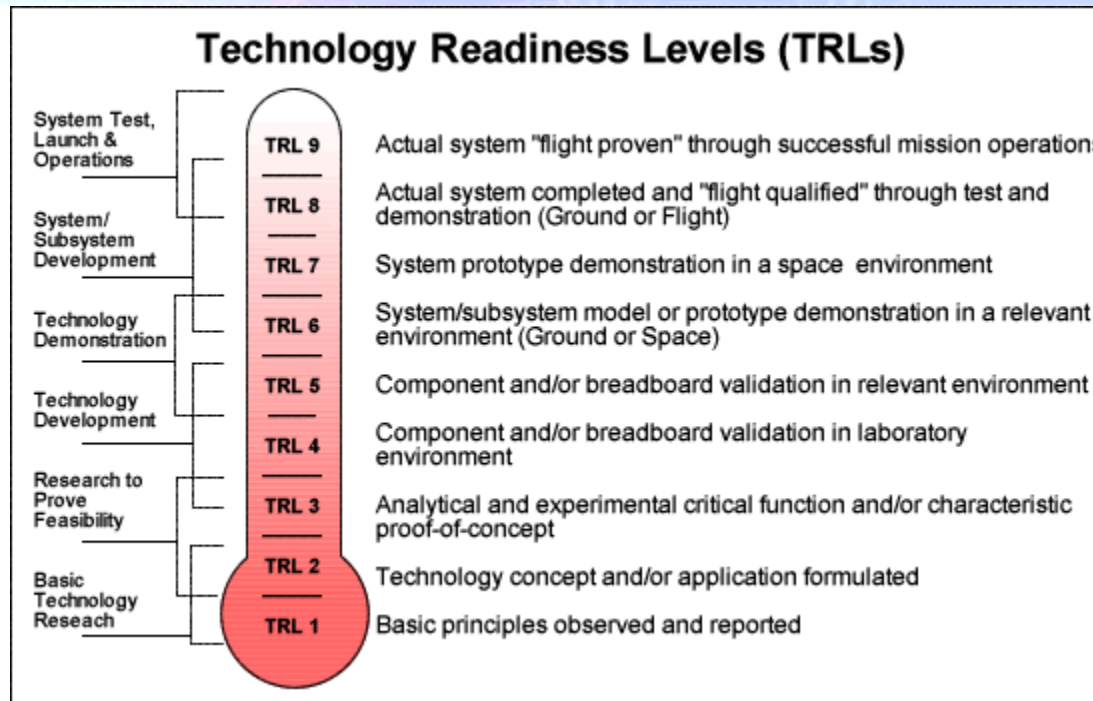 Technology Readiness Levels (TRLs)
System Test,
Launch &
Operations
System/
Subsystem
Development
Technology
Demonstration
Technology
Development
Research to
Prove
Feasibility
Basic
Technology
Reseach
TRL 9
Actual system "flight proven" through successful mission operations
TRL 8
Actual system completed and "flight qualified" through test and
demonstration (Ground or Flight)
TRL 7
System prototype demonstration in a space environment
TRL 6
System/subsystem model or prototype demonstration in a relevant
environment (Ground or Space)
TRL 5
Component and/or breadboard validation in relevant environment
TRL 4
Component and/or breadboard validation in laboratory
environment
TRL 3
Analytical and experimental critical function and/or characteristic
proof-of-concept
TRL 2
Technology concept and/or application formulated
TRL 1
Basic principles observed and reported